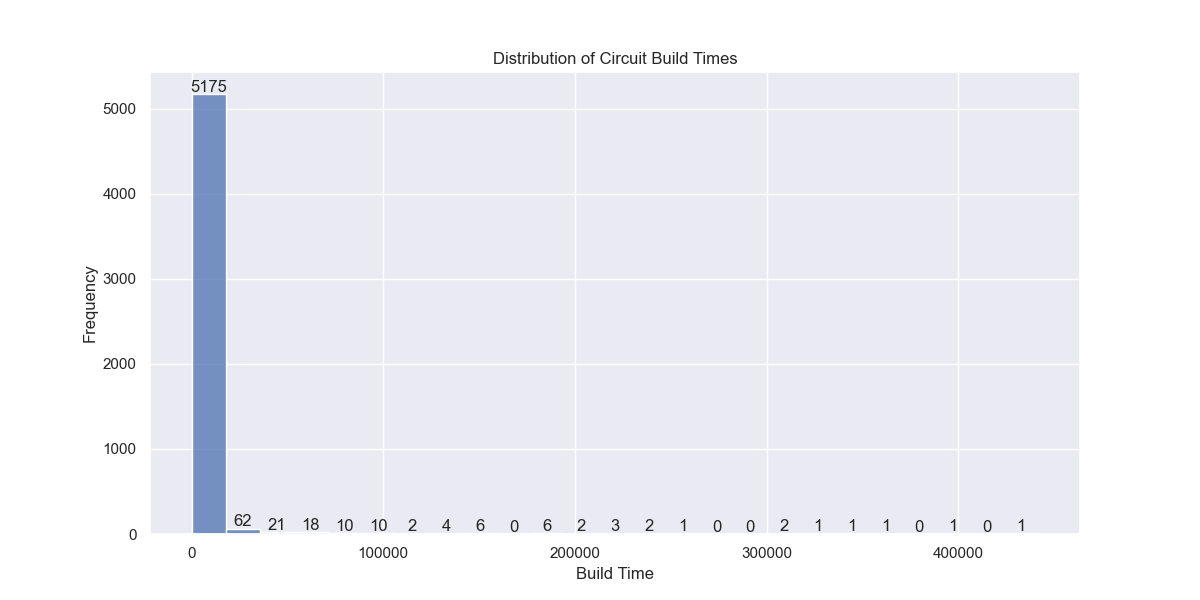 Distribution of Circuit Build Times
5175
5000
4000
3000
2000
1000
0
Frequency
62 21 18 10 10 2 4 6 0 6 2 3 2 1 0 0 2 1 1 1 0 1 0 1
0 100000 200000 300000 400000
Build Time